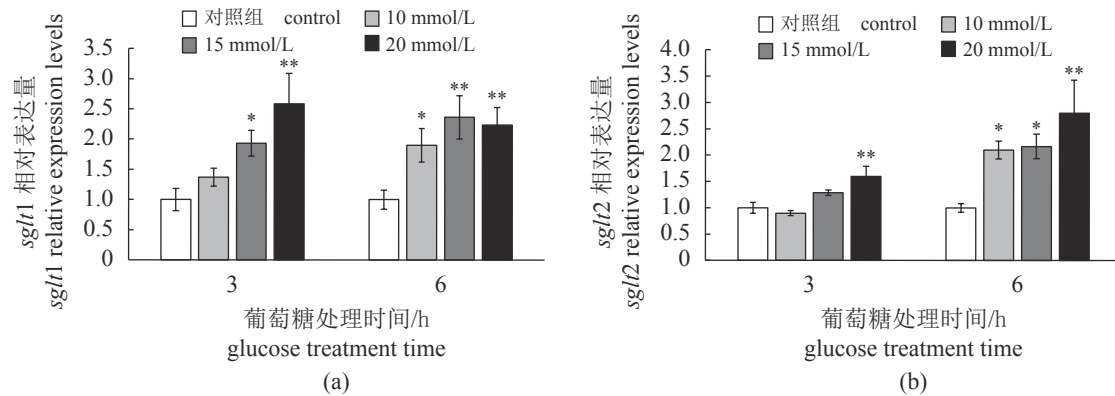 对照组 control
10 mmol/L
15 mmol/L
20 mmol/L
sglt1 相对表达量
sglt1 relative expression levels
3.5
3.0
2.5
2.0
1.5
1.0
0.5
0
*
**
*
**
**
3
6
葡萄糖处理时间/h
glucose treatment time
(a)
对照组 control
10 mmol/L
15 mmol/L
20 mmol/L
sglt2 相对表达量
sglt2 relative expression levels
4.0
3.5
3.0
2.5
2.0
1.5
1.0
0.5
0
**
*
*
**
3
6
葡萄糖处理时间/h
glucose treatment time
(b)